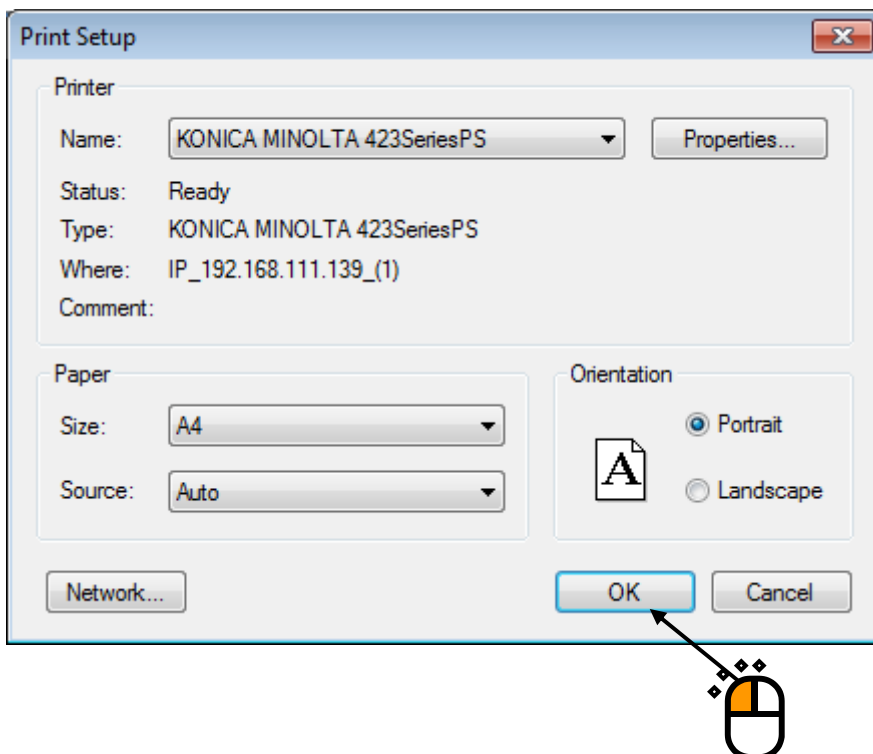 Print Setup
Printer
Name: KONICA MINOLTA 423SeriesPS Properties...
Status: Ready
Type: KONICA MINOLTA 423SeriesPS
Where: IP_192.168.111.139_(1)
Comment:
Paper Orientation
Size: A4 Portrait
A
Source: Auto Landscape
Network... OK Cancel